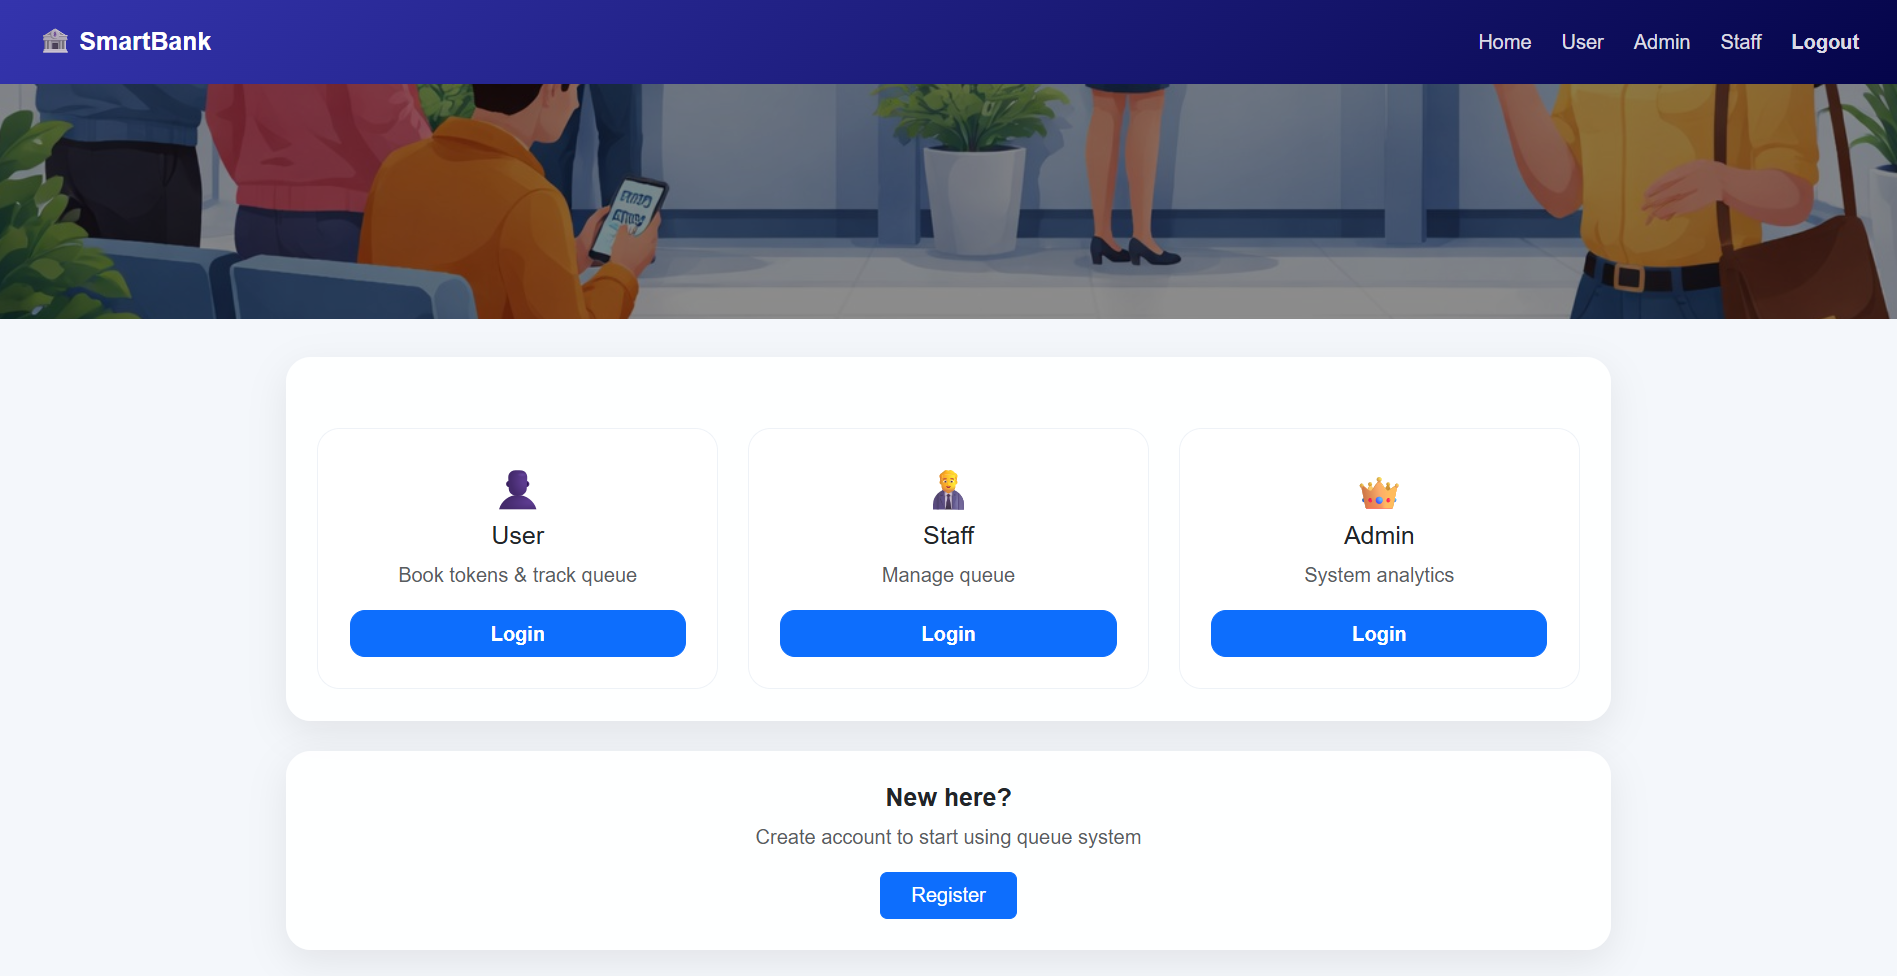 SmartBank
Home User Admin Staff Logout
User
Book tokens & track queue
Login
Staff
Manage queue
Login
Admin
System analytics
Login
New here?
Create account to start using queue system
Register